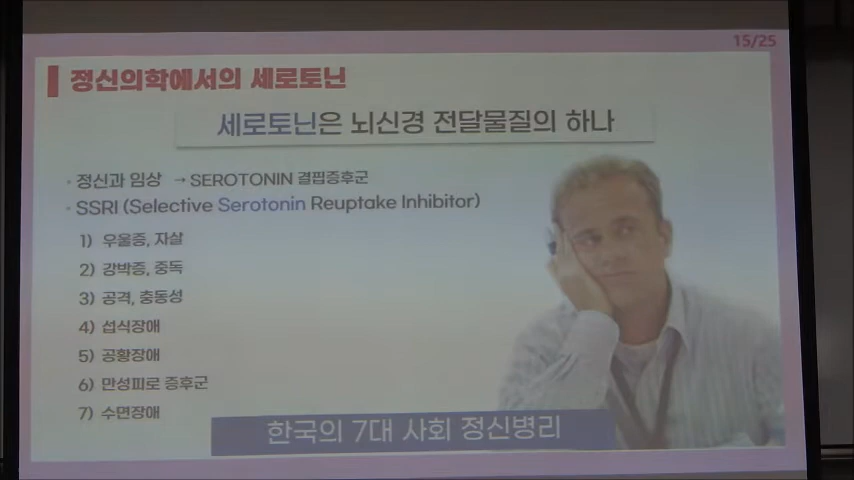 15/25
정신의학에서의 세로토닌
세로토닌은 뇌신경 전달물질의 하나
· 정신과 임상 → SEROTONIN 결핍증후군
· SSRI (Selective Serotonin Reuptake Inhibitor)
1) 우울증, 자살
2) 강박증, 중독
3) 공격, 충동성
4) 섭식장애
5) 공황장애
6) 만성피로 증후군
7) 수면장애
한국의 7대 사회 정신병리